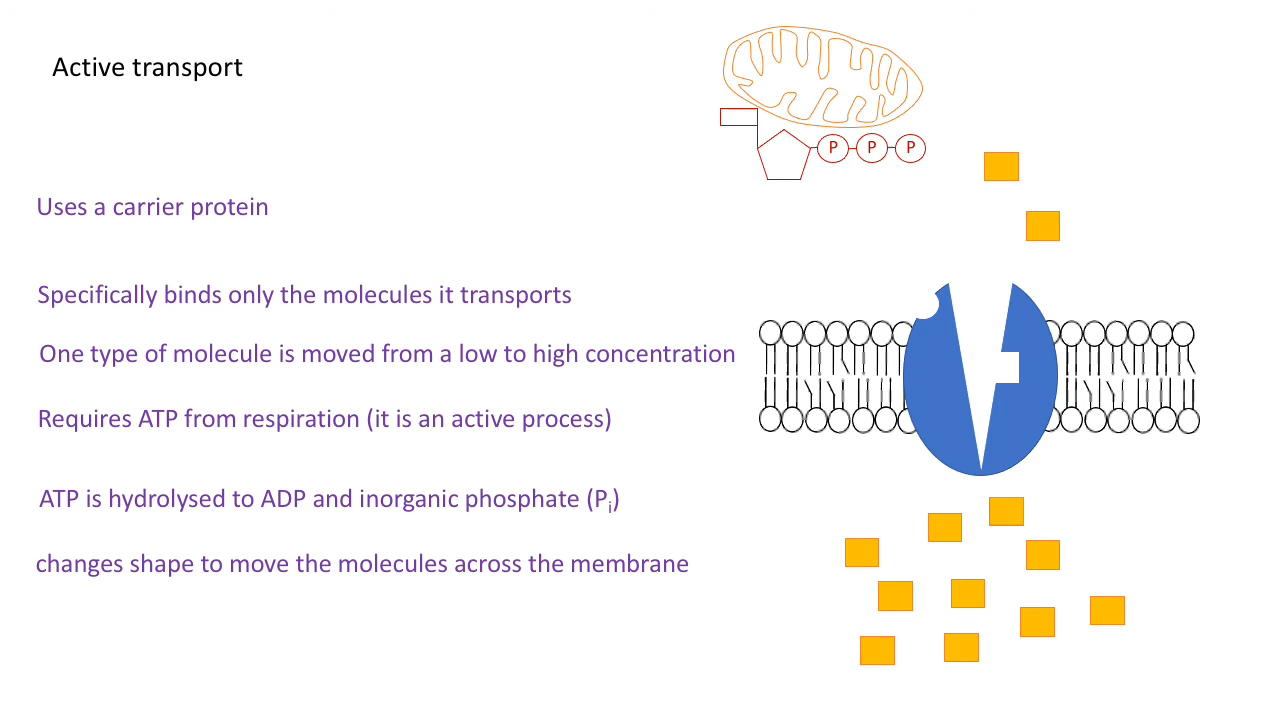 Active transport
P P P
Uses a carrier protein
Specifically binds only the molecules it transports
One type of molecule is moved from a low to high concentration
Requires ATP from respiration (it is an active process)
ATP is hydrolysed to ADP and inorganic phosphate (Pi)
changes shape to move the molecules across the membrane